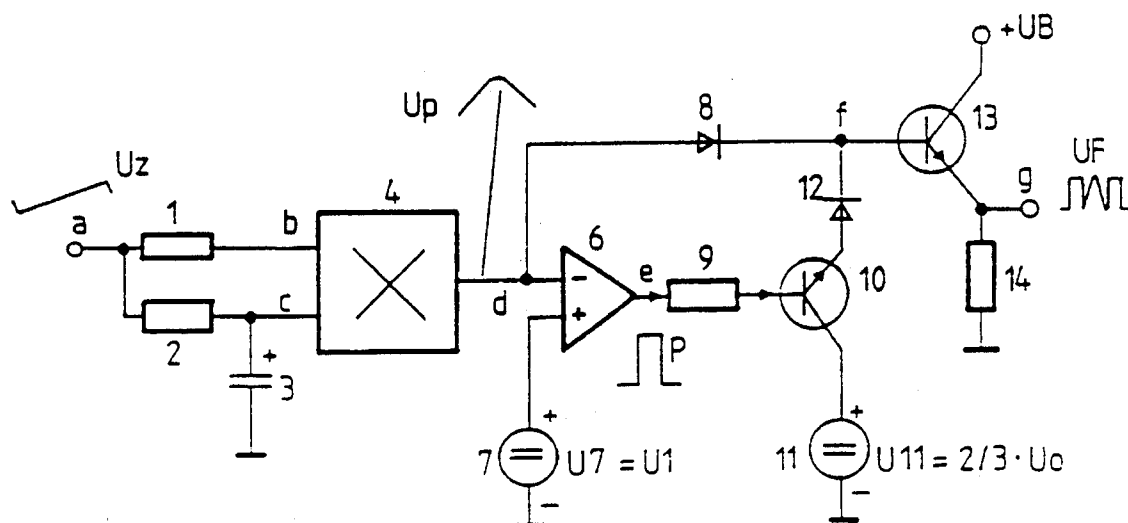 +UB
Up
8
f
13
Uz
4
UF
a
1
b
12
g
6
9
e
10
2
c
d
-
+
14
+
3
P
+
+
7
U7 = U1
11
U11 = 2/3 · Uo
-
-